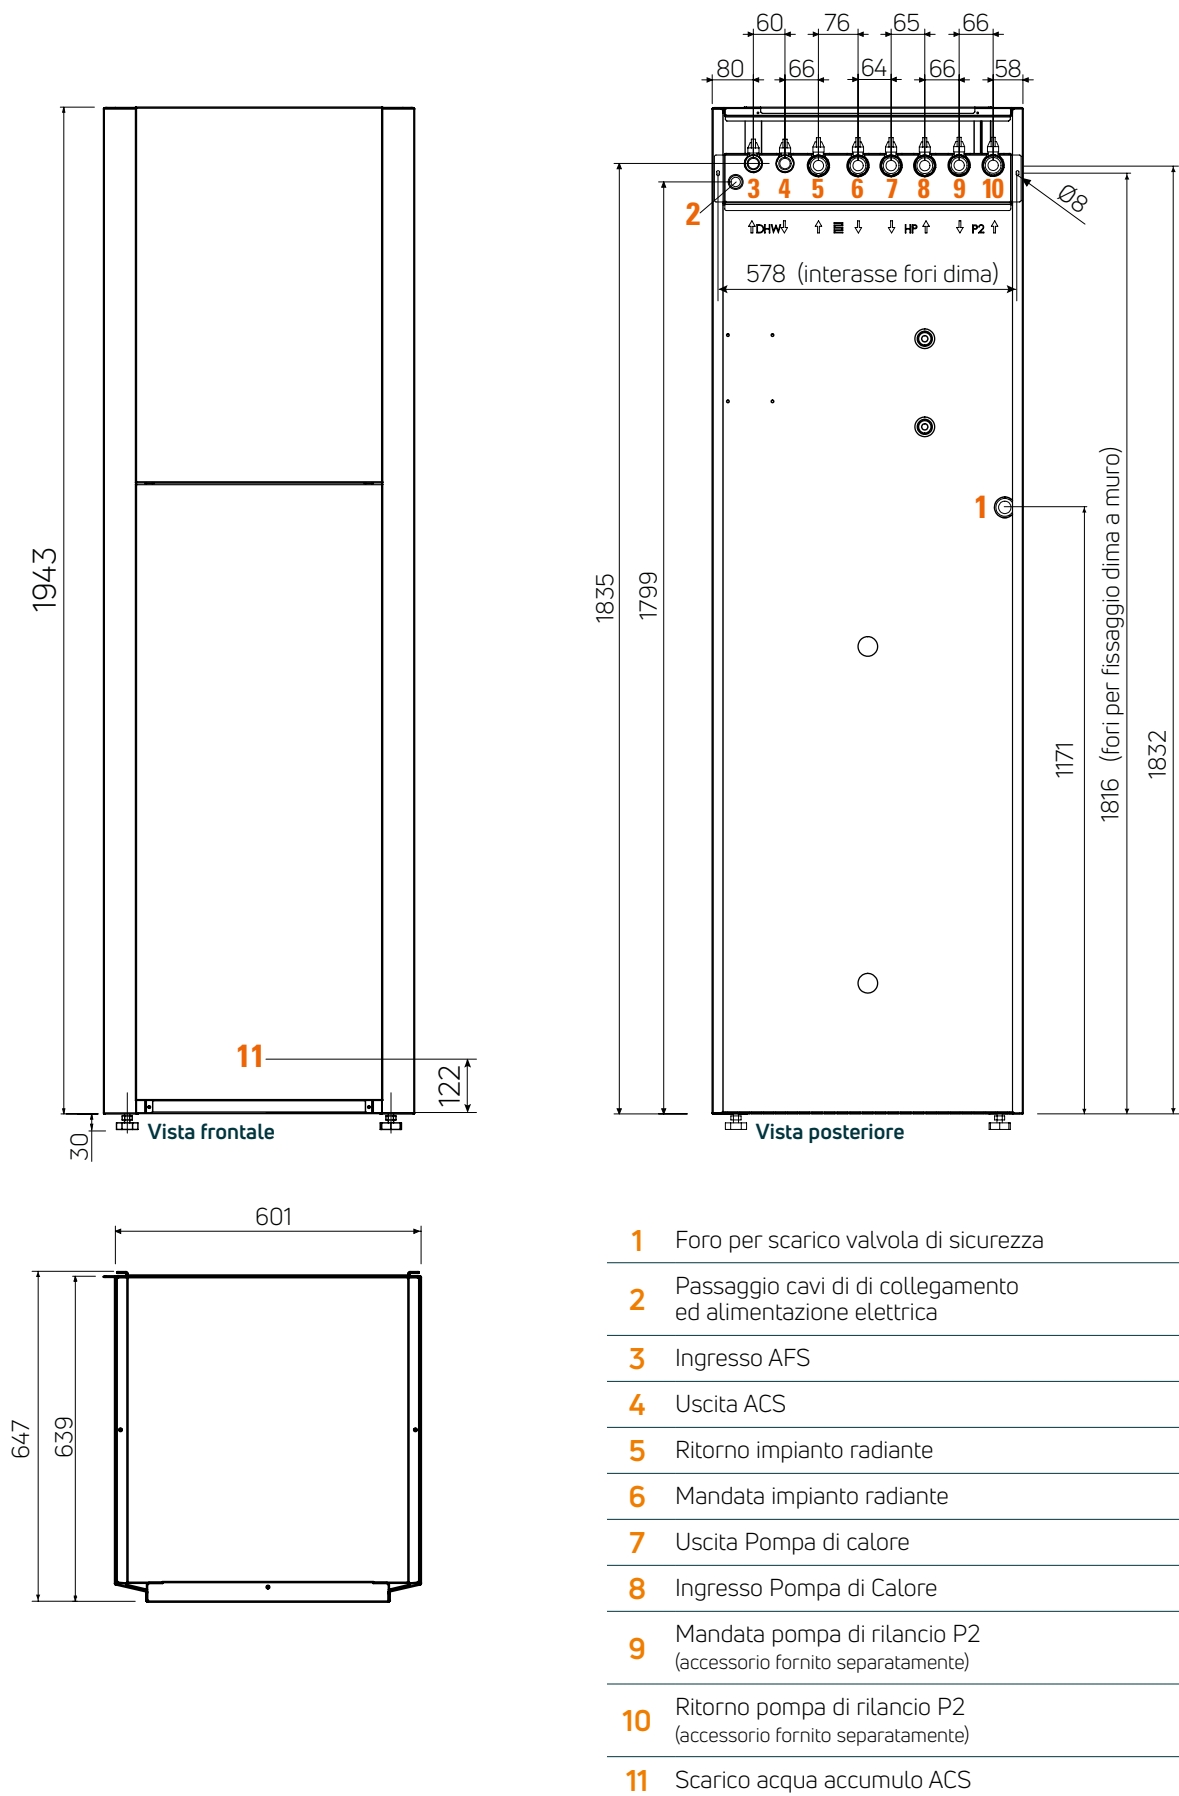 60 76 65 66
80 66 64 66 58
3 4 5 6 7 8 9 10
2
Ø8
DHW HP P2
578 (interasse fori dima)
1943
1835
1799
1
1171
1816 (fori per fissaggio dima a muro)
1832
11
122
30
Vista frontale
Vista posteriore
601
647
639
1 Foro per scarico valvola di sicurezza
2 Passaggio cavi di di collegamento
ed alimentazione elettrica
3 Ingresso AFS
4 Uscita ACS
5 Ritorno impianto radiante
6 Mandata impianto radiante
7 Uscita Pompa di calore
8 Ingresso Pompa di Calore
9 Mandata pompa di rilancio P2
(accessorio fornito separatamente)
10 Ritorno pompa di rilancio P2
(accessorio fornito separatamente)
11 Scarico acqua accumulo ACS